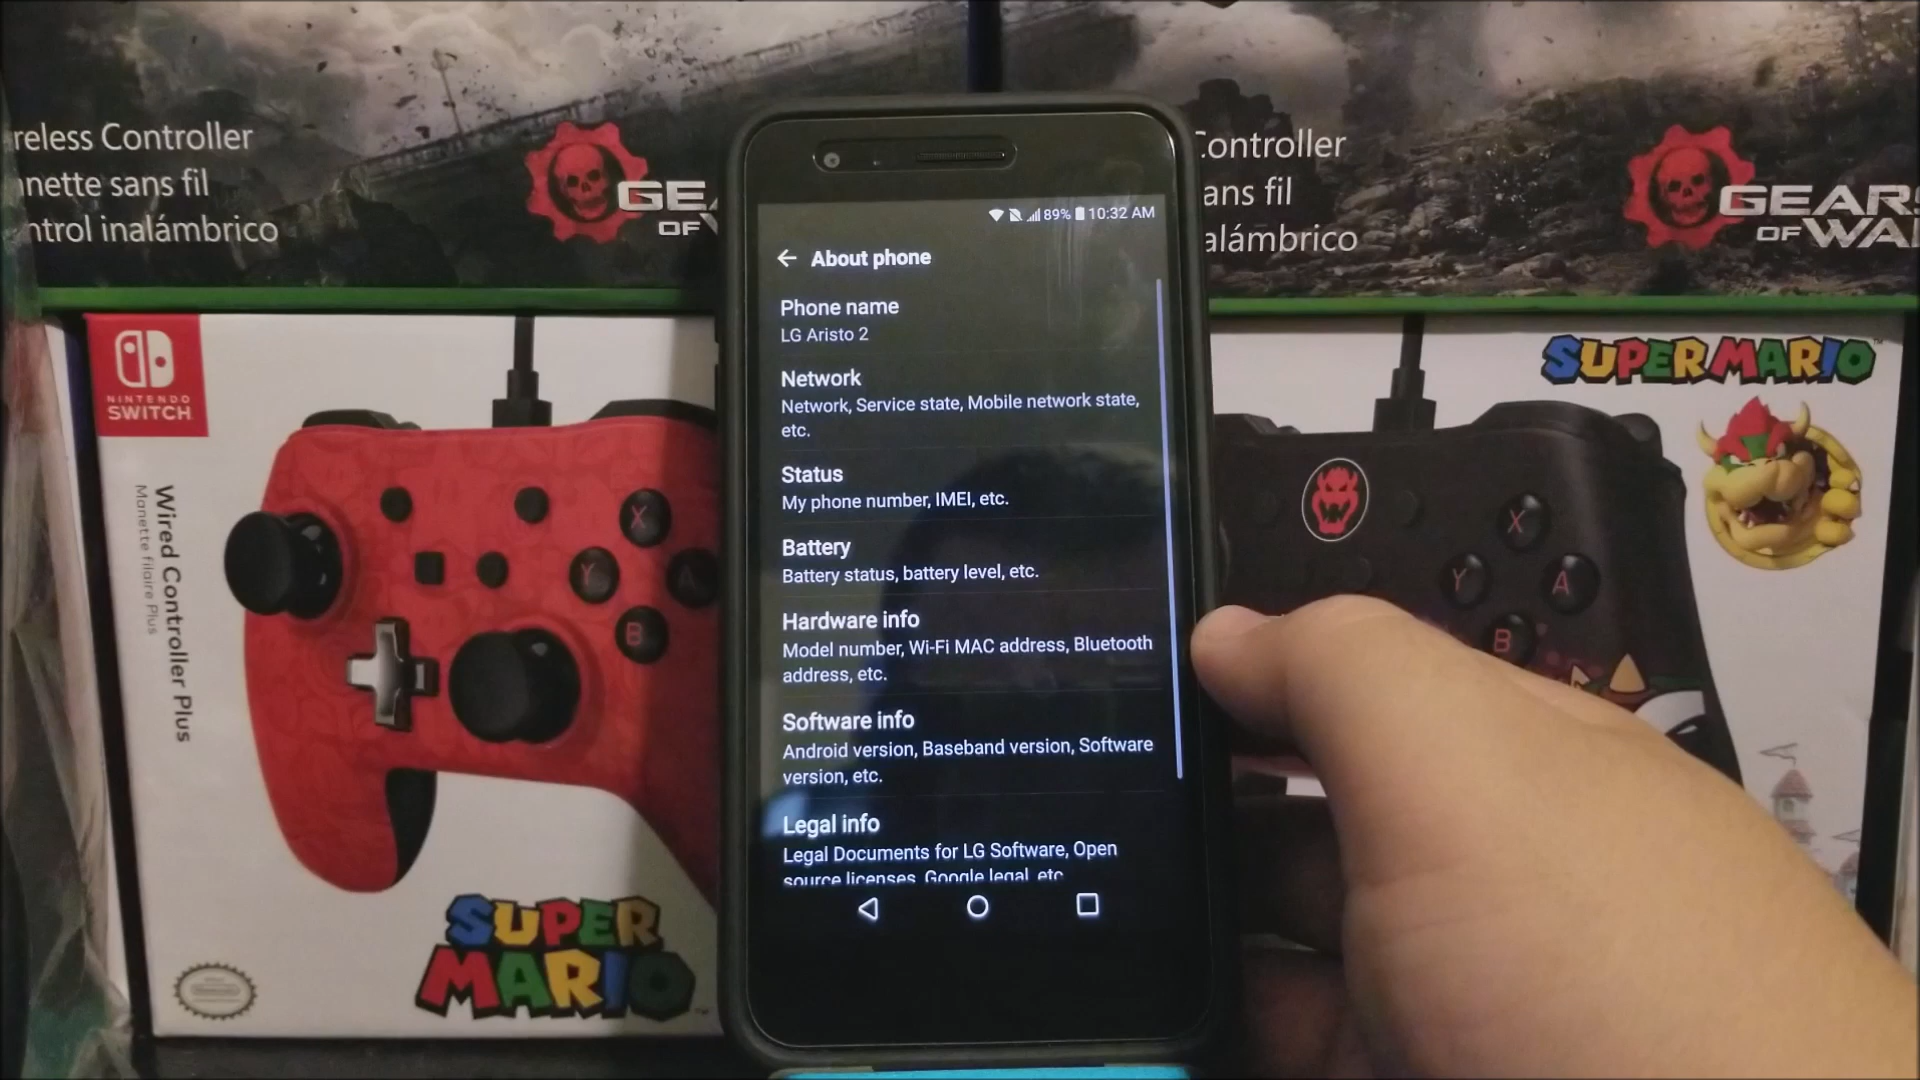 reless Controller
nette sans fil
ntrol inalámbrico
GE
OF
Controller
ans fil
alámbrico
GEARS
OF WA
NINTENDO
SWITCH
Wired Controller Plus
Manette filaire Plus
X
Y
A
B
SUPER
MARIO
Nintendo
89% 10:32 AM
About phone
Phone name
LG Aristo 2
Network
Network, Service state, Mobile network state,
etc.
Status
My phone number, IMEI, etc.
Battery
Battery status, battery level, etc.
Hardware info
Model number, Wi-Fi MAC address, Bluetooth
address, etc.
Software info
Android version, Baseband version, Software
version, etc.
Legal info
Legal Documents for LG Software, Open
source licenses, Google legal, etc
SUPER MARIO
X
Y
A
B